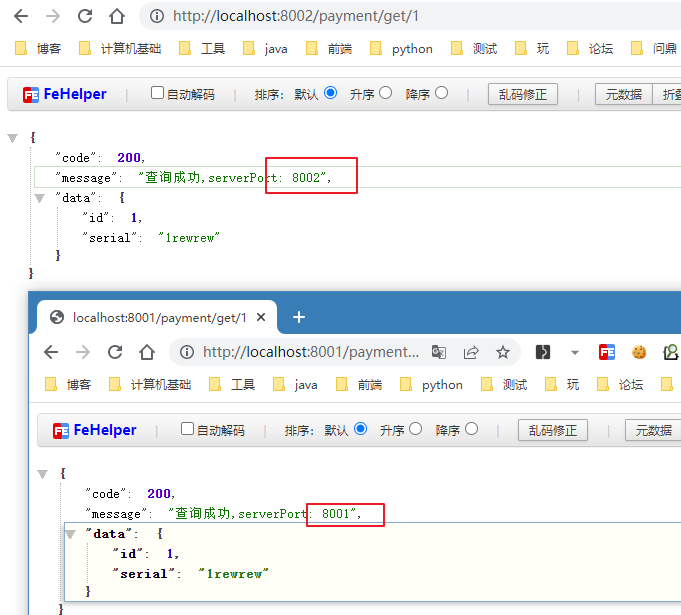 http://localhost:8002/payment/get/1
博客 计算机基础 工具 java 前端 python 测试 玩 论坛 问鼎
FeHelper 自动解码 排序: 默认 升序 降序 乱码修正 元数据 折叠
{
"code": 200,
"message": "查询成功,serverPort: 8002",
"data": {
"id": 1,
"serial": "1rewrew"
}
}
localhost:8001/payment/get/1
http://localhost:8001/payment...
博客 计算机基础 工具 java 前端 python 测试 玩 论坛
FeHelper 自动解码 排序: 默认 升序 降序 乱码修正 元数据
{
"code": 200,
"message": "查询成功,serverPort: 8001",
"data": {
"id": 1,
"serial": "1rewrew"
}
}